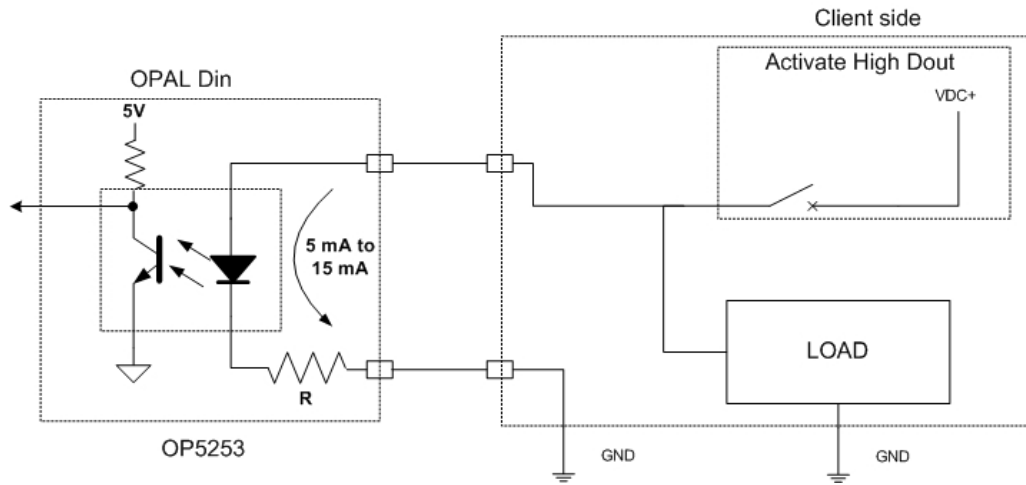 Client side
Activate High Dout
VDC+
OPAL Din
5V
5 mA to
15 mA
R
LOAD
OP5253
GND
GND